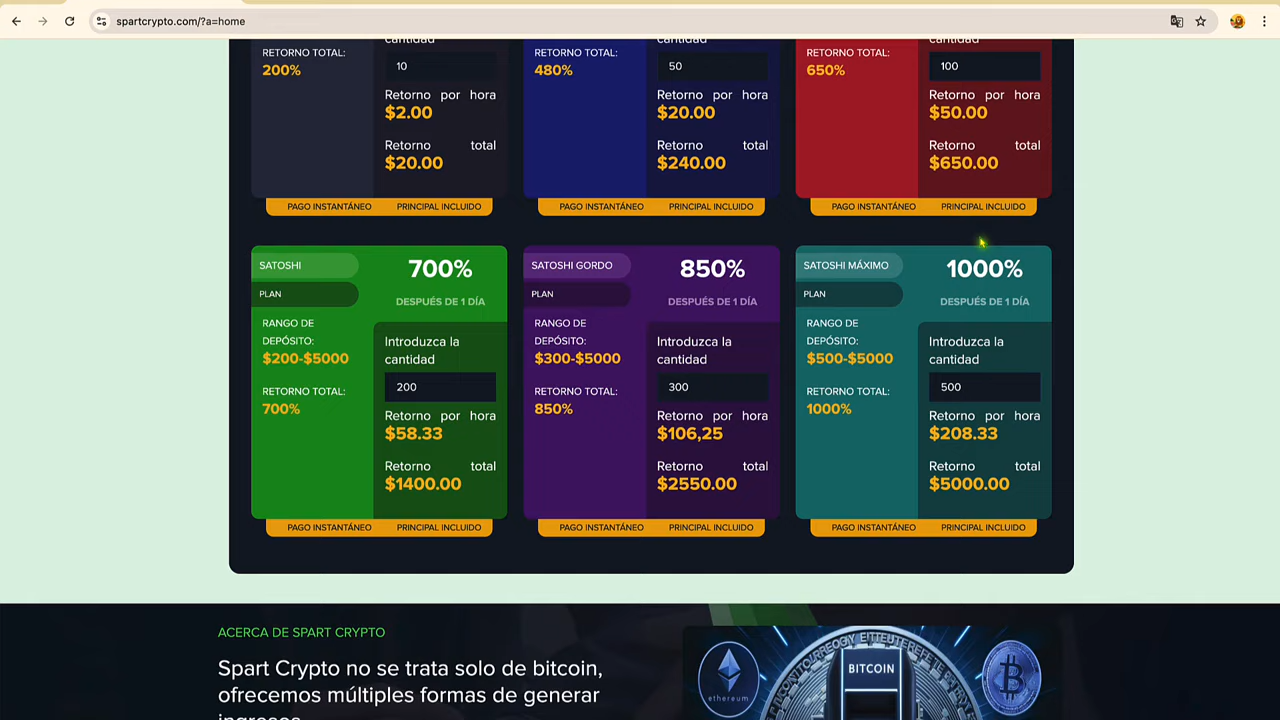 spartcrypto.com/?a=home
cantidad
cantidad
cantidad
RETORNO TOTAL:
200%
10
Retorno por hora
$2.00
Retorno total
$20.00
RETORNO TOTAL:
480%
50
Retorno por hora
$20.00
Retorno total
$240.00
RETORNO TOTAL:
650%
100
Retorno por hora
$50.00
Retorno total
$650.00
PAGO INSTANTÁNEO PRINCIPAL INCLUIDO
PAGO INSTANTÁNEO PRINCIPAL INCLUIDO
PAGO INSTANTÁNEO PRINCIPAL INCLUIDO
SATOSHI
PLAN
700%
DESPUÉS DE 1 DÍA
RANGO DE
DEPÓSITO:
$200-$5000
RETORNO TOTAL:
700%
Introduzca la
cantidad
200
Retorno por hora
$58.33
Retorno total
$1400.00
PAGO INSTANTÁNEO PRINCIPAL INCLUIDO
SATOSHI GORDO
PLAN
850%
DESPUÉS DE 1 DÍA
RANGO DE
DEPÓSITO:
$300-$5000
RETORNO TOTAL:
850%
Introduzca la
cantidad
300
Retorno por hora
$106,25
Retorno total
$2550.00
PAGO INSTANTÁNEO PRINCIPAL INCLUIDO
SATOSHI MÁXIMO
PLAN
1000%
DESPUÉS DE 1 DÍA
RANGO DE
DEPÓSITO:
$500-$5000
RETORNO TOTAL:
1000%
Introduzca la
cantidad
500
Retorno por hora
$208.33
Retorno total
$5000.00
PAGO INSTANTÁNEO PRINCIPAL INCLUIDO
ACERCA DE SPART CRYPTO
Spart Crypto no se trata solo de bitcoin,
ofrecemos múltiples formas de generar
ingresos
ethereum
BITCOIN